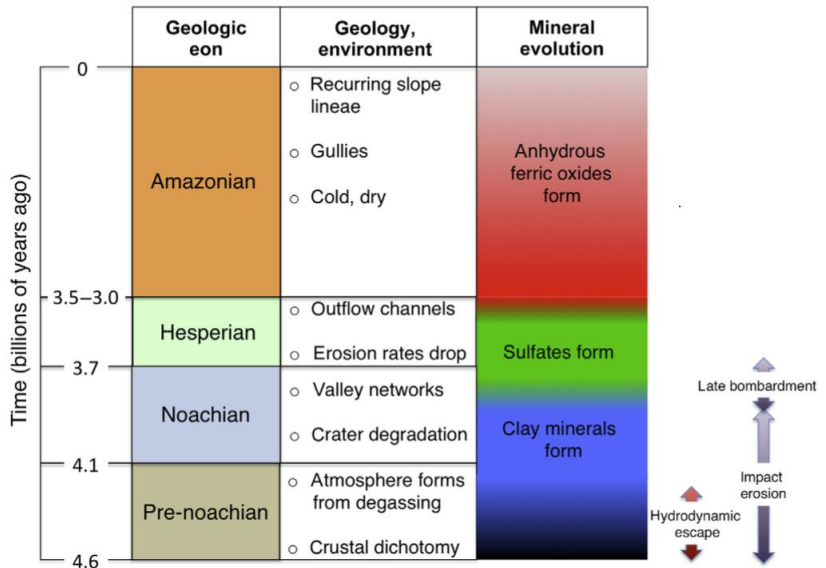 Geologic
eon
Geology,
environment
Mineral
evolution
Time (billions of years ago)
0
Amazonian
○ Recurring slope
lineae
○ Gullies
○ Cold, dry
Anhydrous
ferric oxides
form
3.5–3.0
Hesperian
○ Outflow channels
○ Erosion rates drop
Sulfates form
3.7
Noachian
○ Valley networks
○ Crater degradation
Clay minerals
form
4.1
Pre-noachian
○ Atmosphere forms
from degassing
○ Crustal dichotomy
4.6
Late bombardment
Impact
erosion
Hydrodynamic
escape